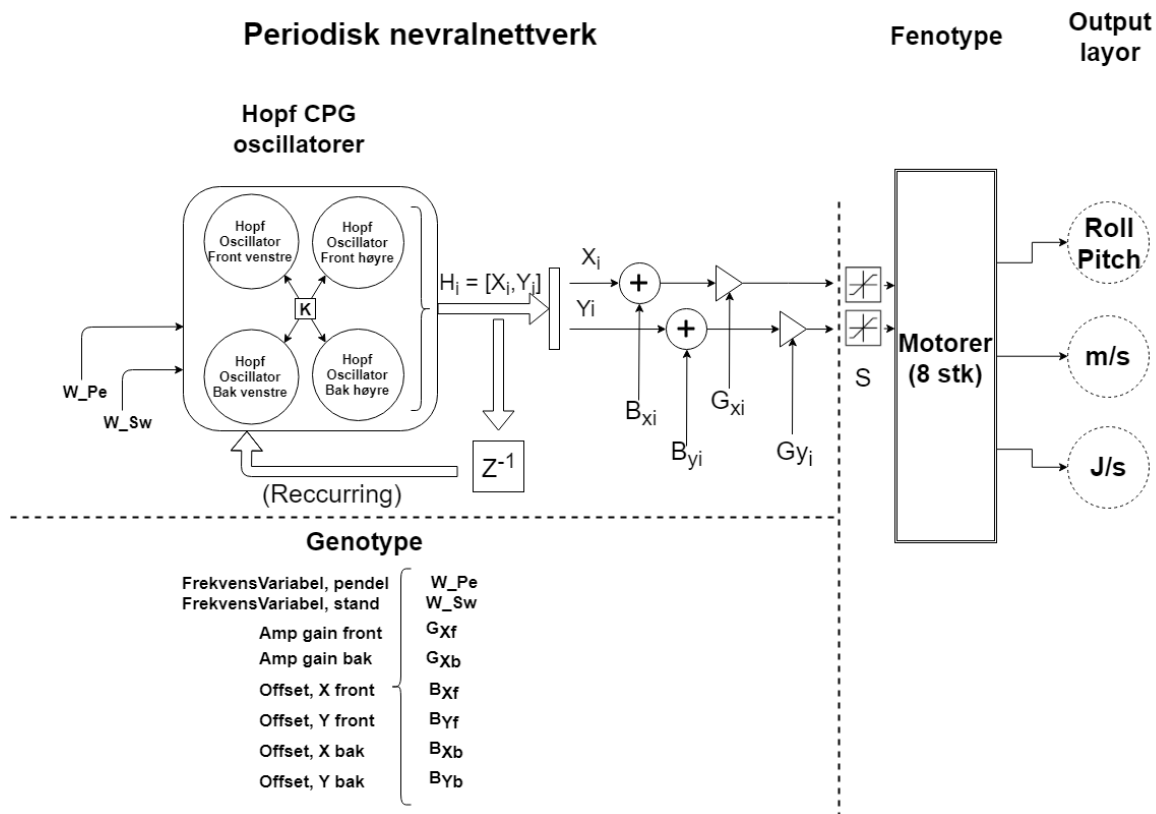 Periodisk nevralnettverk
Fenotype
Output
layor
Hopf CPG
oscillatorer
Hopf
Oscillator
Front venstre
Hopf
Oscillator
Front høyre
K
Hopf
Oscillator
Bak venstre
Hopf
Oscillator
Bak høyre
W_Pe
W_Sw
H_i = [X_i,Y_i]
Z^-1
(Reccurring)
X_i
Yi
+
+
B_xi
B_yi
G_xi
Gy_i
S
Motorer
(8 stk)
Roll
Pitch
m/s
J/s
Genotype
FrekvensVariabel, pendel W_Pe
FrekvensVariabel, stand W_Sw
Amp gain front G_Xf
Amp gain bak G_Xb
Offset, X front B_Xf
Offset, Y front B_Yf
Offset, X bak B_Xb
Offset, Y bak B_Yb